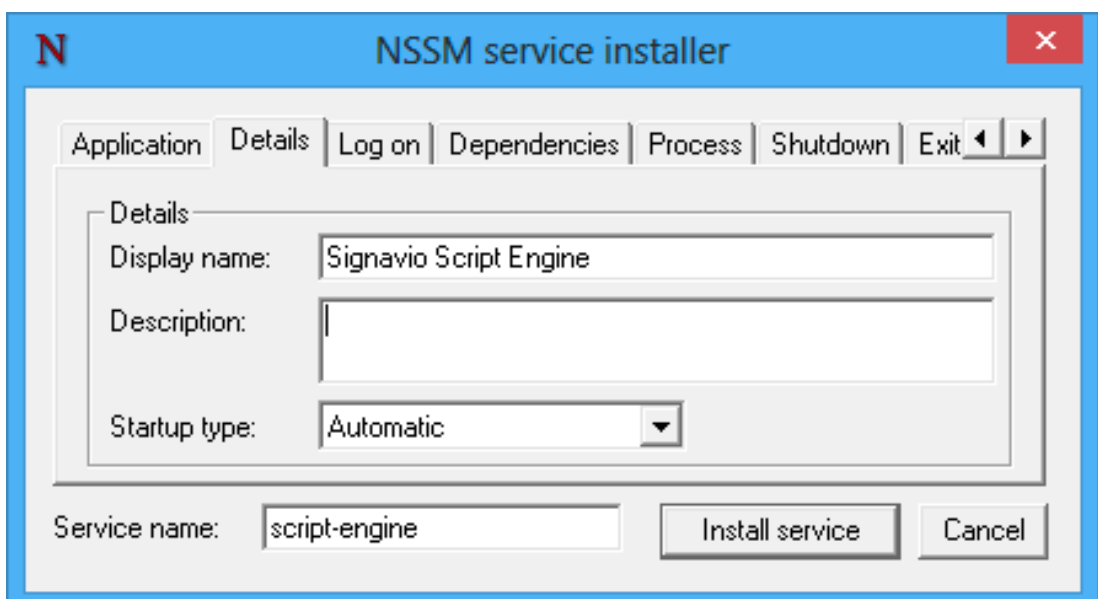 N NSSM service installer ×
Application Details Log on Dependencies Process Shutdown Exit
Details
Display name: Signavio Script Engine
Description:
Startup type: Automatic
Service name: script-engine Install service Cancel